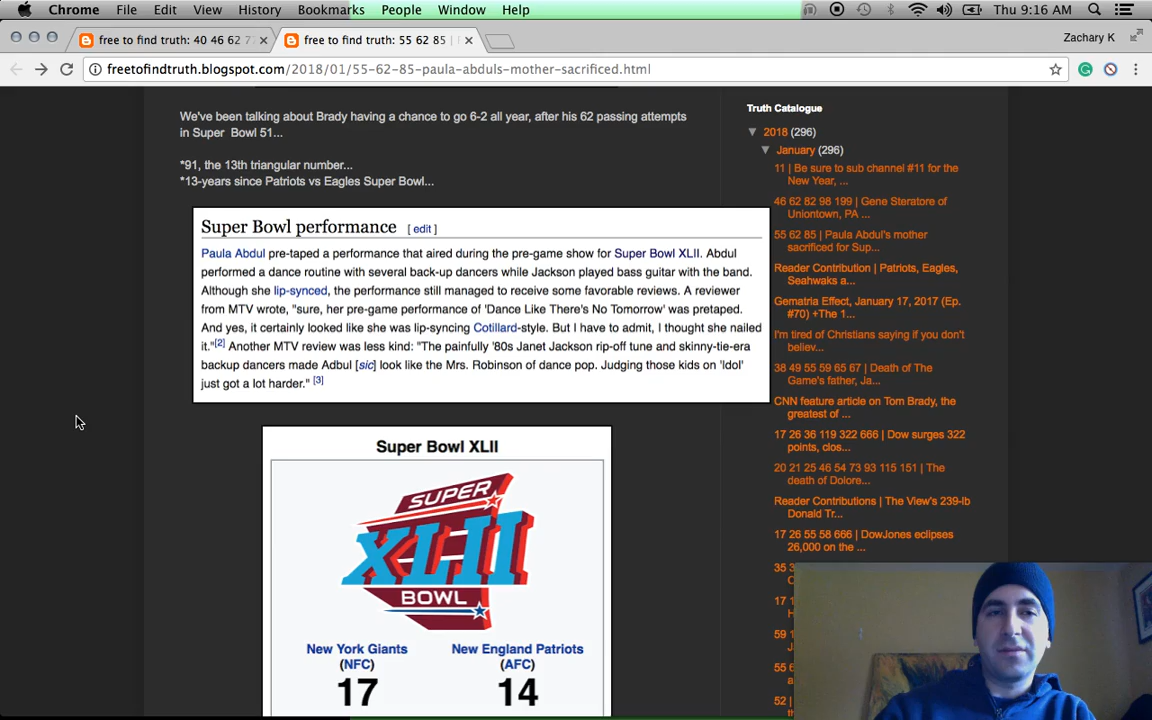 Chrome File Edit View History Bookmarks People Window Help Thu 9:16 AM
free to find truth: 40 46 62 7 free to find truth: 55 62 85 | Zachary K
freetofindtruth.blogspot.com/2018/01/55-62-85-paula-abduls-mother-sacrificed.html
We've been talking about Brady having a chance to go 6-2 all year, after his 62 passing attempts
in Super Bowl 51...
*91, the 13th triangular number...
*13-years since Patriots vs Eagles Super Bowl...
Super Bowl performance [ edit ]
Paula Abdul pre-taped a performance that aired during the pre-game show for Super Bowl XLII. Abdul
performed a dance routine with several back-up dancers while Jackson played bass guitar with the band.
Although she lip-synced, the performance still managed to receive some favorable reviews. A reviewer
from MTV wrote, "sure, her pre-game performance of 'Dance Like There's No Tomorrow' was pretaped.
And yes, it certainly looked like she was lip-syncing Cotillard-style. But I have to admit, I thought she nailed
it."[2] Another MTV review was less kind: "The painfully '80s Janet Jackson rip-off tune and skinny-tie-era
backup dancers made Adbul [sic] look like the Mrs. Robinson of dance pop. Judging those kids on 'Idol'
just got a lot harder." [3]
Super Bowl XLII
SUPER
XLII
BOWL
New York Giants New England Patriots
(NFC) (AFC)
17 14
Truth Catalogue
▼ 2018 (296)
▼ January (296)
11 | Be sure to sub channel #11 for the
New Year, ...
46 62 82 98 199 | Gene Steratore of
Uniontown, PA ...
55 62 85 | Paula Abdul's mother
sacrificed for Sup...
Reader Contribution | Patriots, Eagles,
Seahwaks a...
Gematria Effect, January 17, 2017 (Ep.
#70) +The 1...
I'm tired of Christians saying if you don't
believ...
38 49 55 59 65 67 | Death of The
Game's father, Ja...
CNN feature article on Tom Brady, the
greatest of ...
17 26 36 119 322 666 | Dow surges 322
points, clos...
20 21 25 46 54 73 93 115 151 | The
death of Dolore...
Reader Contributions | The View's 239-lb
Donald Tr...
17 26 55 58 666 | DowJones eclipses
26,000 on the ...